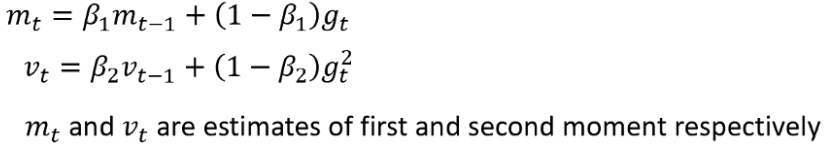 mₜ = β₁mₜ₋₁ + (1 − β₁)gₜ
vₜ = β₂vₜ₋₁ + (1 − β₂)gₜ²
mₜ and vₜ are estimates of first and second moment respectively